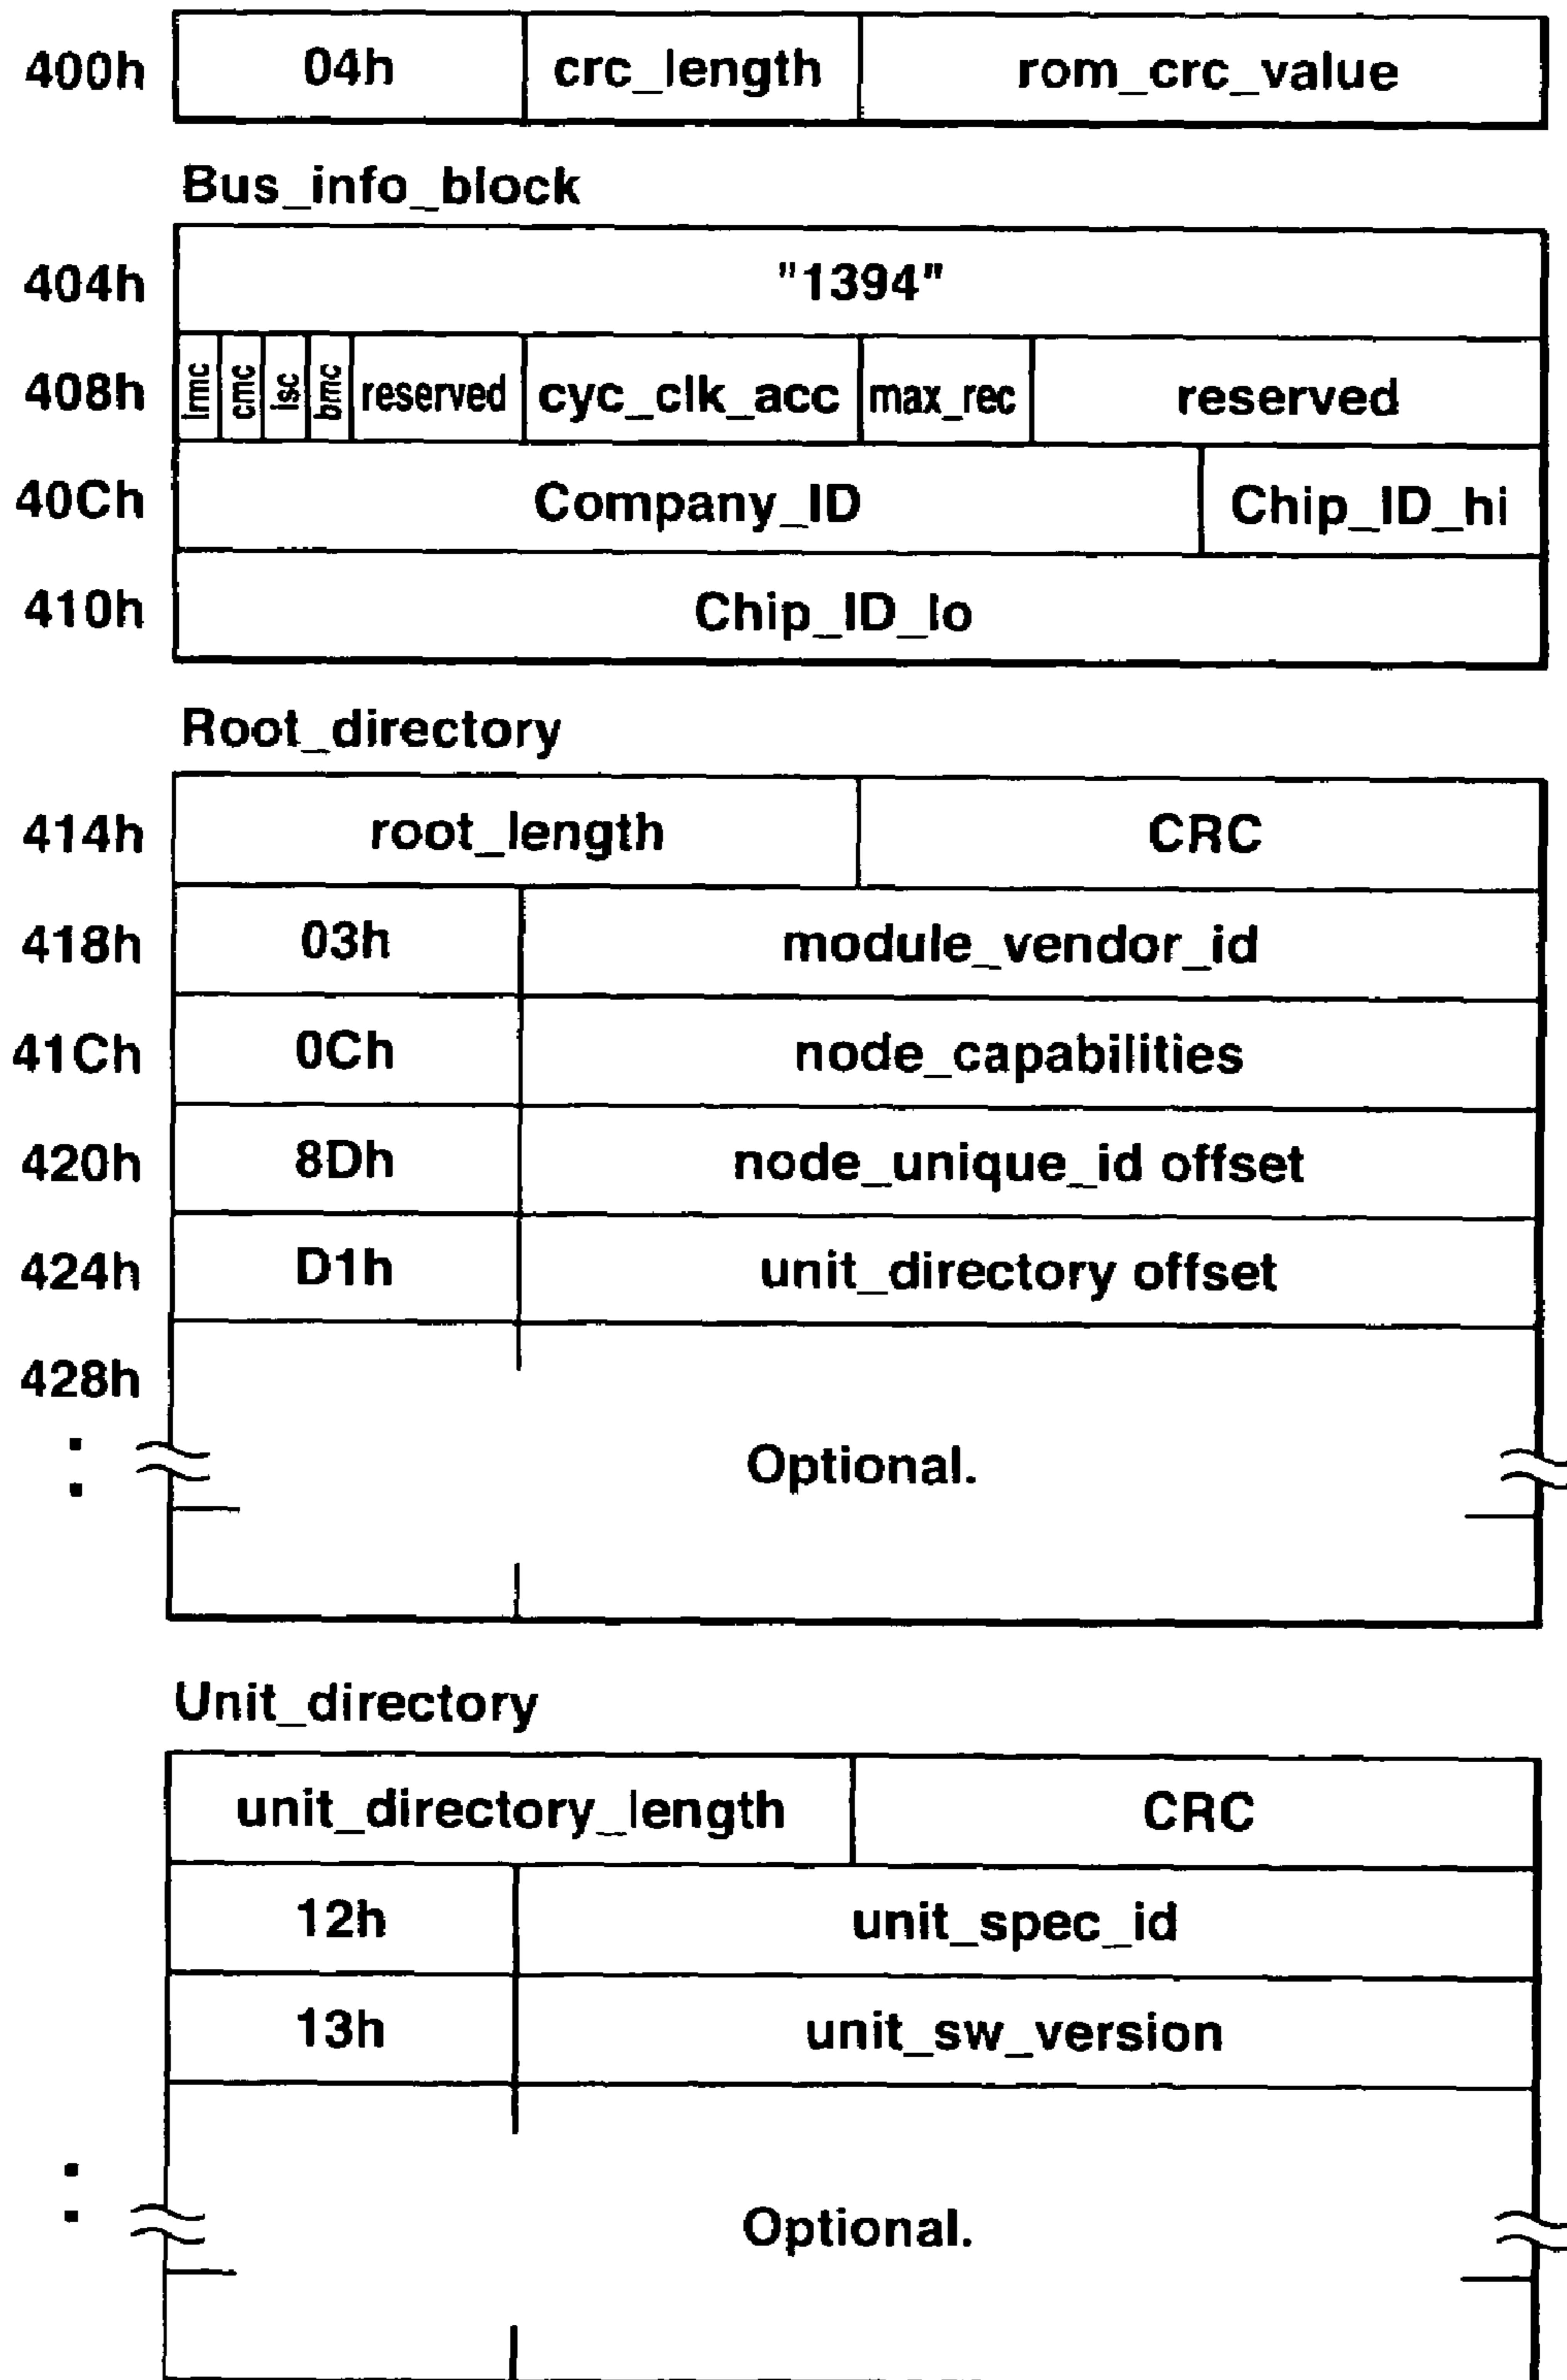 400h 04h crc_length rom_crc_value
Bus_info_block
404h "1394"
408h irmc cmc isc bmc reserved cyc_clk_acc max_rec reserved
40Ch Company_ID Chip_ID_hi
410h Chip_ID_lo
Root_directory
414h root_length CRC
418h 03h module_vendor_id
41Ch 0Ch node_capabilities
420h 8Dh node_unique_id offset
424h D1h unit_directory offset
428h
Optional.
Unit_directory
unit_directory_length CRC
12h unit_spec_id
13h unit_sw_version
Optional.